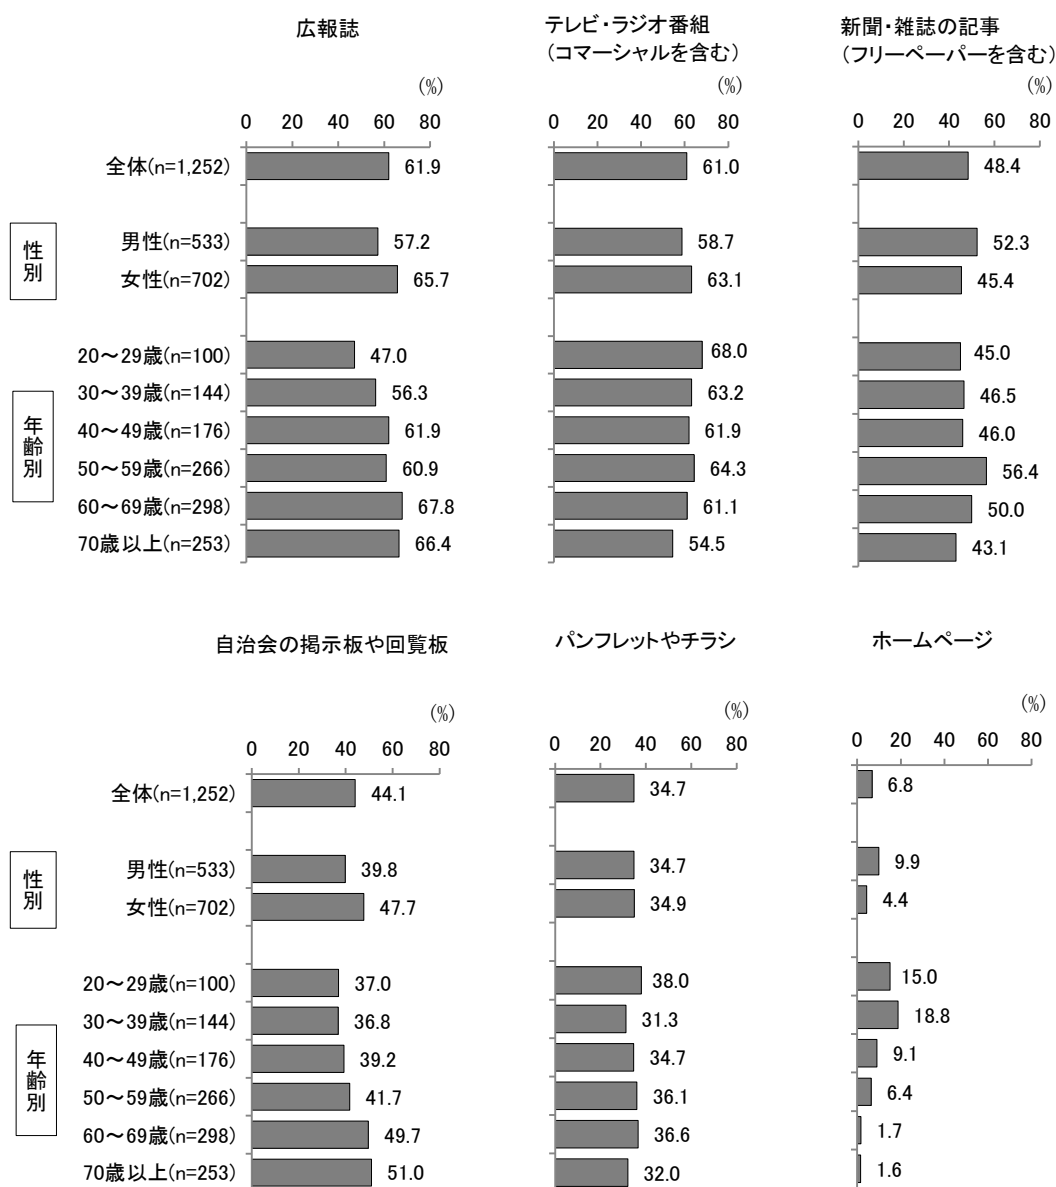 広報誌
テレビ・ラジオ番組
（コマーシャルを含む）
新聞・雑誌の記事
（フリーペーパーを含む）
(%)
(%)
(%)
0 20 40 60 80
0 20 40 60 80
0 20 40 60 80
全体(n=1,252) 61.9 61.0 48.4
性別
男性(n=533) 57.2 58.7 52.3
女性(n=702) 65.7 63.1 45.4
年齢別
20～29歳(n=100) 47.0 68.0 45.0
30～39歳(n=144) 56.3 63.2 46.5
40～49歳(n=176) 61.9 61.9 46.0
50～59歳(n=266) 60.9 64.3 56.4
60～69歳(n=298) 67.8 61.1 50.0
70歳以上(n=253) 66.4 54.5 43.1
自治会の掲示板や回覧板
パンフレットやチラシ
ホームページ
(%)
(%)
(%)
0 20 40 60 80
0 20 40 60 80
0 20 40 60 80
全体(n=1,252) 44.1 34.7 6.8
性別
男性(n=533) 39.8 34.7 9.9
女性(n=702) 47.7 34.9 4.4
年齢別
20～29歳(n=100) 37.0 38.0 15.0
30～39歳(n=144) 36.8 31.3 18.8
40～49歳(n=176) 39.2 34.7 9.1
50～59歳(n=266) 41.7 36.1 6.4
60～69歳(n=298) 49.7 36.6 1.7
70歳以上(n=253) 51.0 32.0 1.6